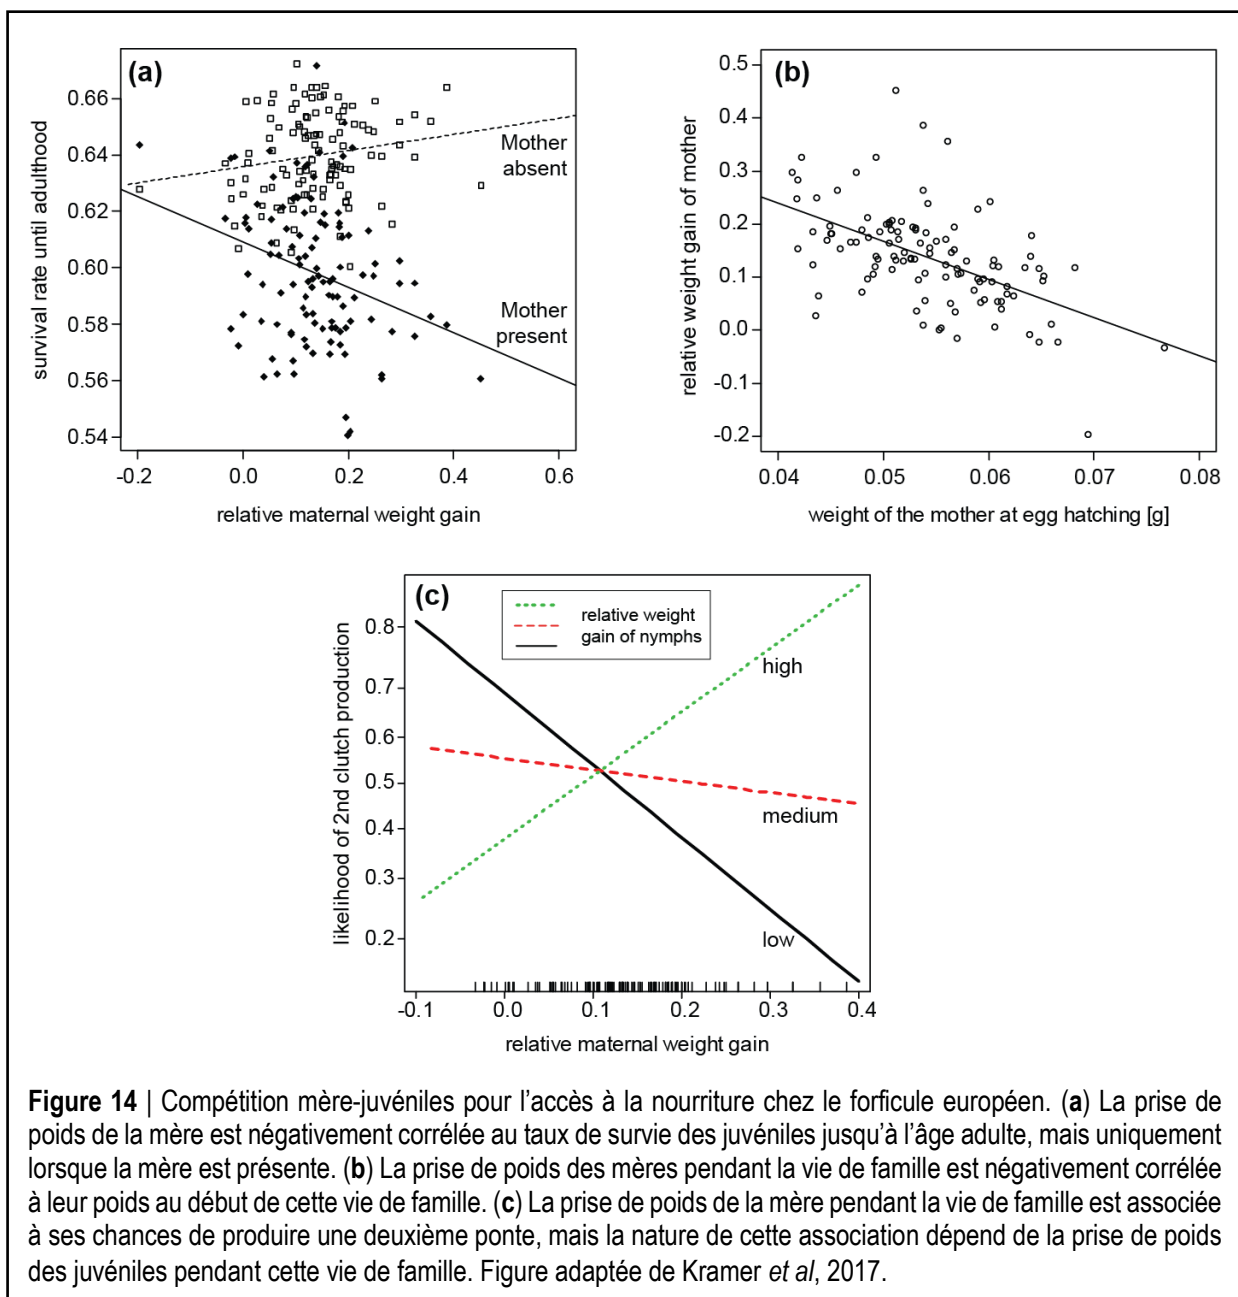 (a)
survival rate until adulthood
0.66
0.64
0.62
0.60
0.58
0.56
0.54
Mother
absent
Mother
present
-0.2
0.0
0.2
0.4
0.6
relative maternal weight gain
(b)
relative weight gain of mother
0.5
0.4
0.3
0.2
0.1
0.0
-0.1
-0.2
0.04
0.05
0.06
0.07
0.08
weight of the mother at egg hatching [g]
(c)
likelihood of 2nd clutch production
0.8
0.7
0.6
0.5
0.4
0.3
0.2
relative weight
gain of nymphs
high
medium
low
-0.1
0.0
0.1
0.2
0.3
0.4
relative maternal weight gain
Figure 14 | Compétition mère-juvéniles pour l'accès à la nourriture chez le forficule européen. (a) La prise de
poids de la mère est négativement corrélée au taux de survie des juvéniles jusqu'à l'âge adulte, mais uniquement
lorsque la mère est présente. (b) La prise de poids des mères pendant la vie de famille est négativement corrélée
à leur poids au début de cette vie de famille. (c) La prise de poids de la mère pendant la vie de famille est associée
à ses chances de produire une deuxième ponte, mais la nature de cette association dépend de la prise de poids
des juvéniles pendant cette vie de famille. Figure adaptée de Kramer et al, 2017.